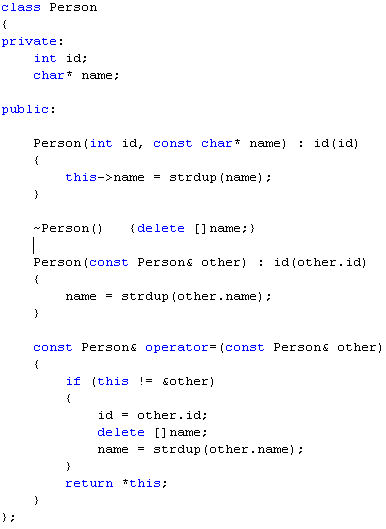 class Person
{
private:
    int id;
    char* name;

public:

    Person(int id, const char* name) : id(id)
    {
        this->name = strdup(name);
    }

    ~Person()   {delete []name;}

    Person(const Person& other) : id(other.id)
    {
        name = strdup(other.name);
    }

    const Person& operator=(const Person& other)
    {
        if (this != &other)
        {
            id = other.id;
            delete []name;
            name = strdup(other.name);
        }
        return *this;
    }
};